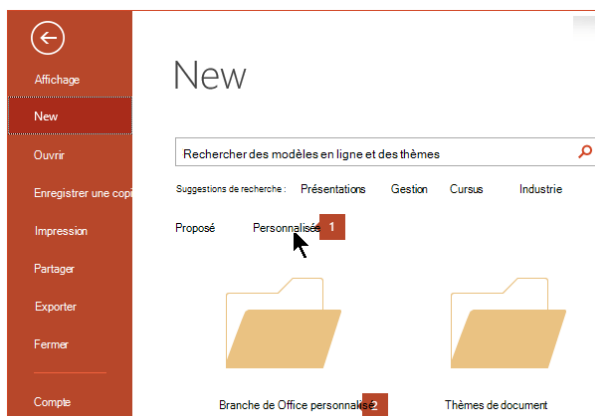 New
Affichage
New
Ouvrir
Enregistrer une copi
Impression
Partager
Exporter
Fermer
Compte
Rechercher des modèles en ligne et des thèmes
Suggestions de recherche : Présentations Gestion Cursus Industrie
Proposé Personnalisée 1
Branche de Office personnalisé 2 Thèmes de document